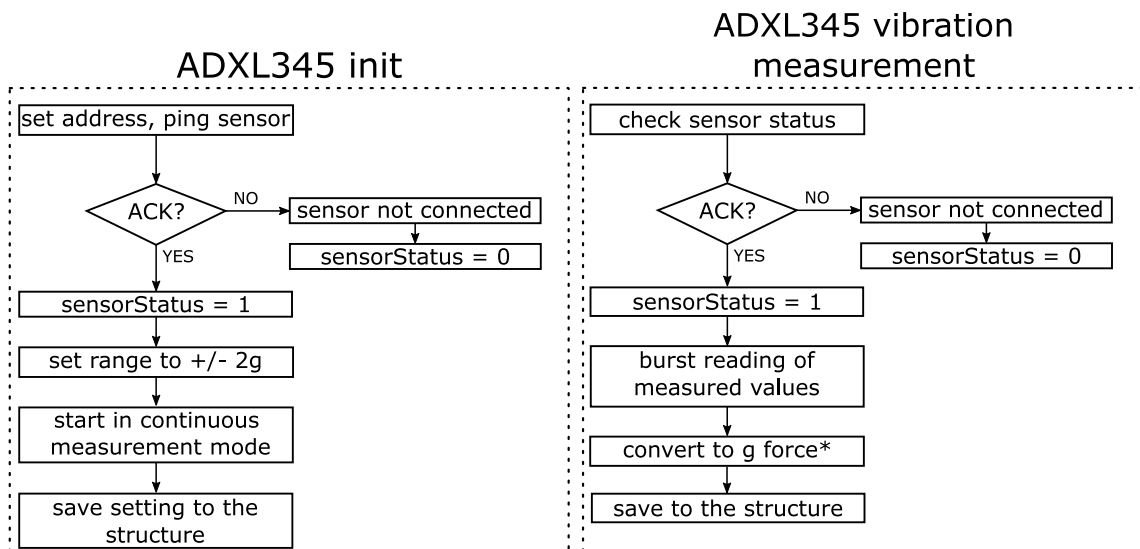 ADXL345 init
set address, ping sensor
ACK?
NO
sensor not connected
sensorStatus = 0
YES
sensorStatus = 1
set range to +/- 2g
start in continuous
measurement mode
save setting to the
structure
ADXL345 vibration
measurement
check sensor status
ACK?
NO
sensor not connected
sensorStatus = 0
YES
sensorStatus = 1
burst reading of
measured values
convert to g force*
save to the structure